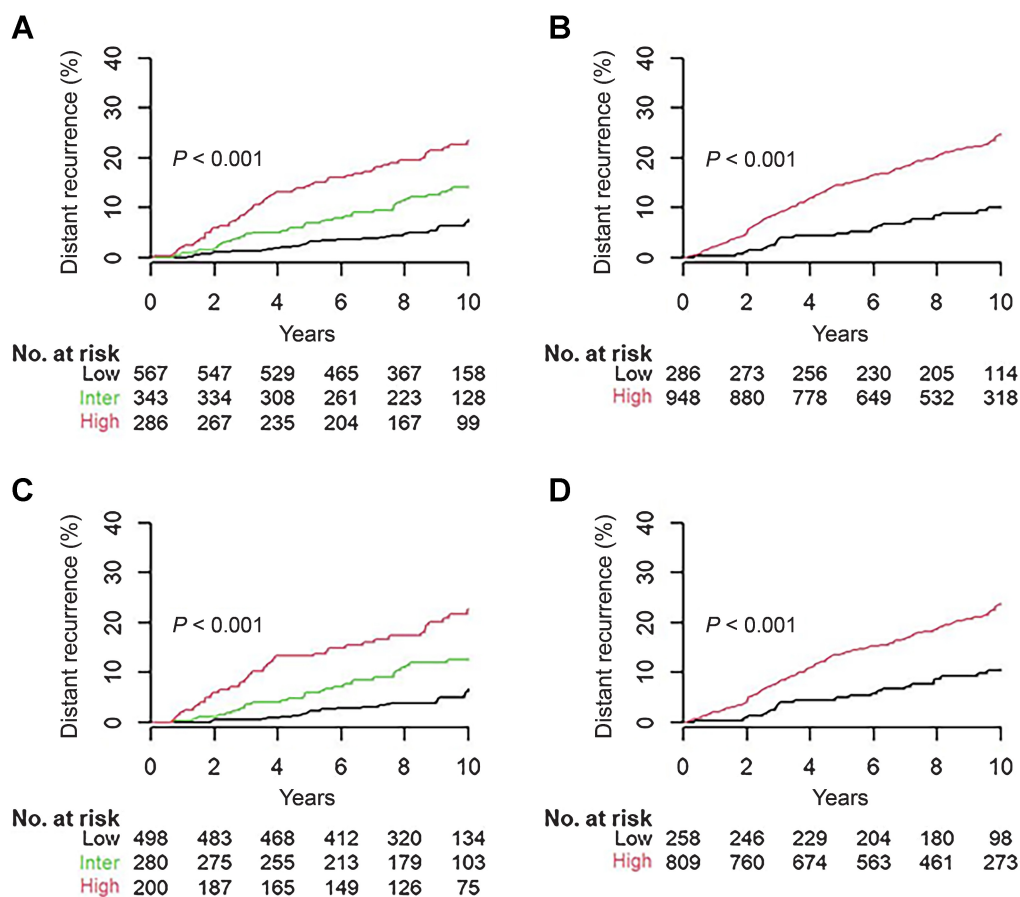 A
Distant recurrence (%)
40
30
20
10
0
P < 0.001
0 2 4 6 8 10
Years
No. at risk
Low 567 547 529 465 367 158
Inter 343 334 308 261 223 128
High 286 267 235 204 167 99
B
Distant recurrence (%)
40
30
20
10
0
P < 0.001
0 2 4 6 8 10
Years
No. at risk
Low 286 273 256 230 205 114
High 948 880 778 649 532 318
C
Distant recurrence (%)
40
30
20
10
0
P < 0.001
0 2 4 6 8 10
Years
No. at risk
Low 498 483 468 412 320 134
Inter 280 275 255 213 179 103
High 200 187 165 149 126 75
D
Distant recurrence (%)
40
30
20
10
0
P < 0.001
0 2 4 6 8 10
Years
No. at risk
Low 258 246 229 204 180 98
High 809 760 674 563 461 273